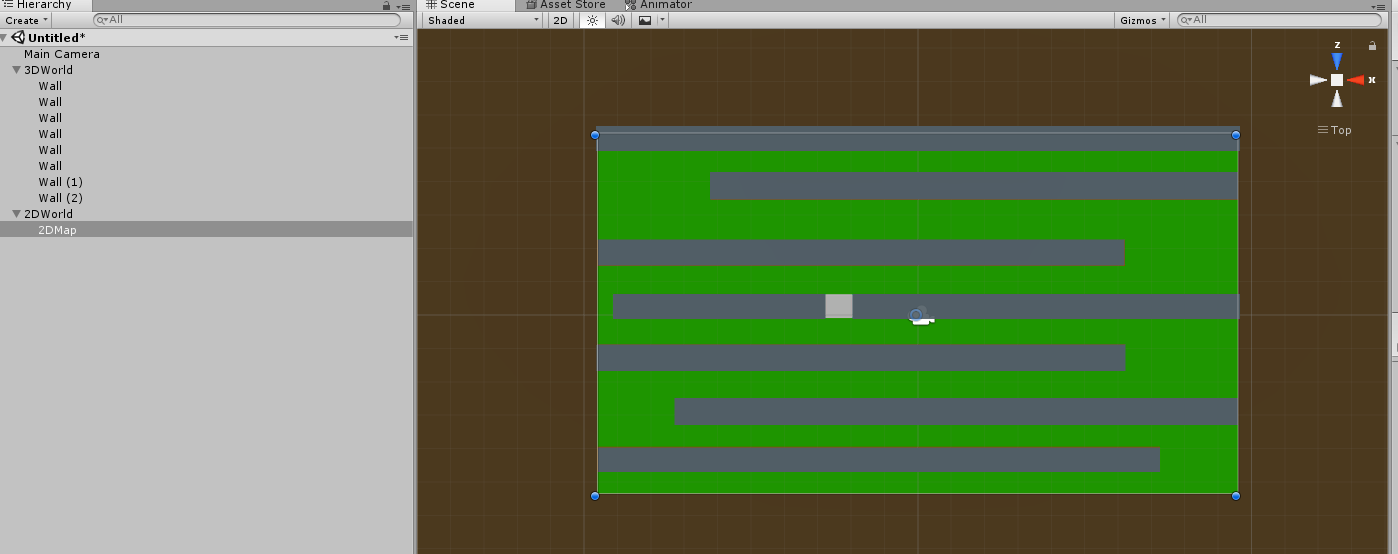 Hierarchy
Create All
Untitled*
Main Camera
3DWorld
Wall
Wall
Wall
Wall
Wall
Wall
Wall (1)
Wall (2)
2DWorld
2DMap
Scene Asset Store Animator
Shaded 2D Gizmos All
z
x
Top